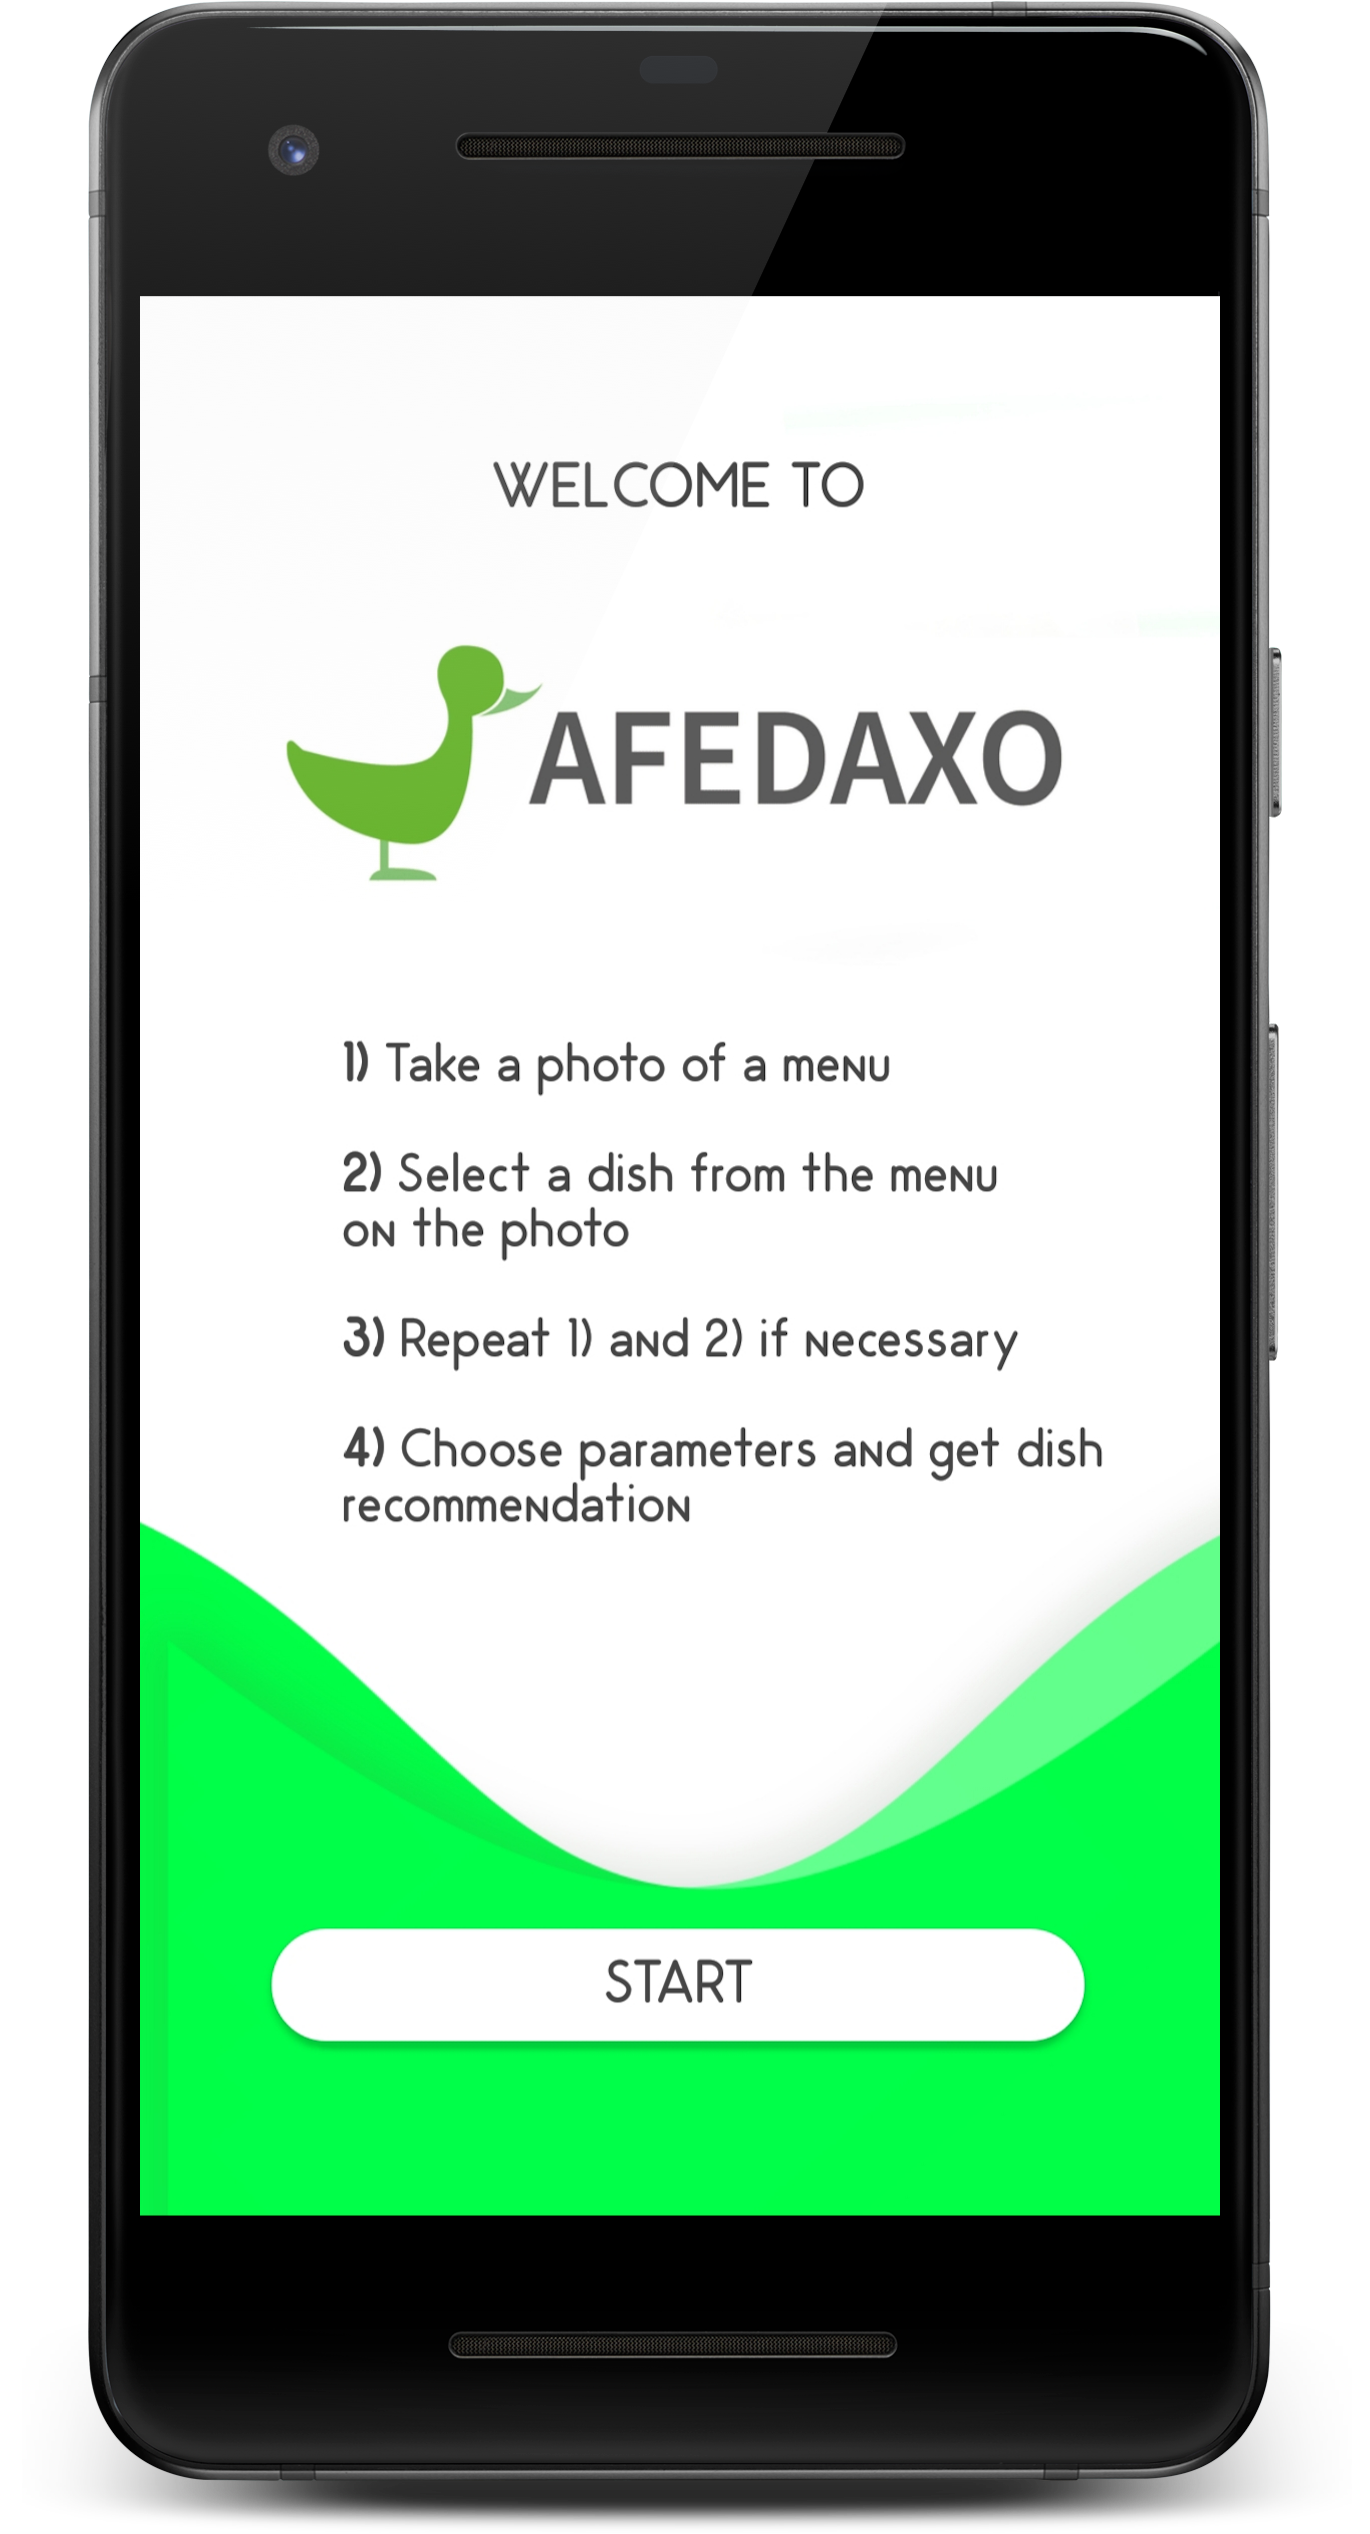 WELCOME TO
AFEDAXO
1) Take a photo of a menu
2) Select a dish from the menu
on the photo
3) Repeat 1) and 2) if necessary
4) Choose parameters and get dish
recommendation
START